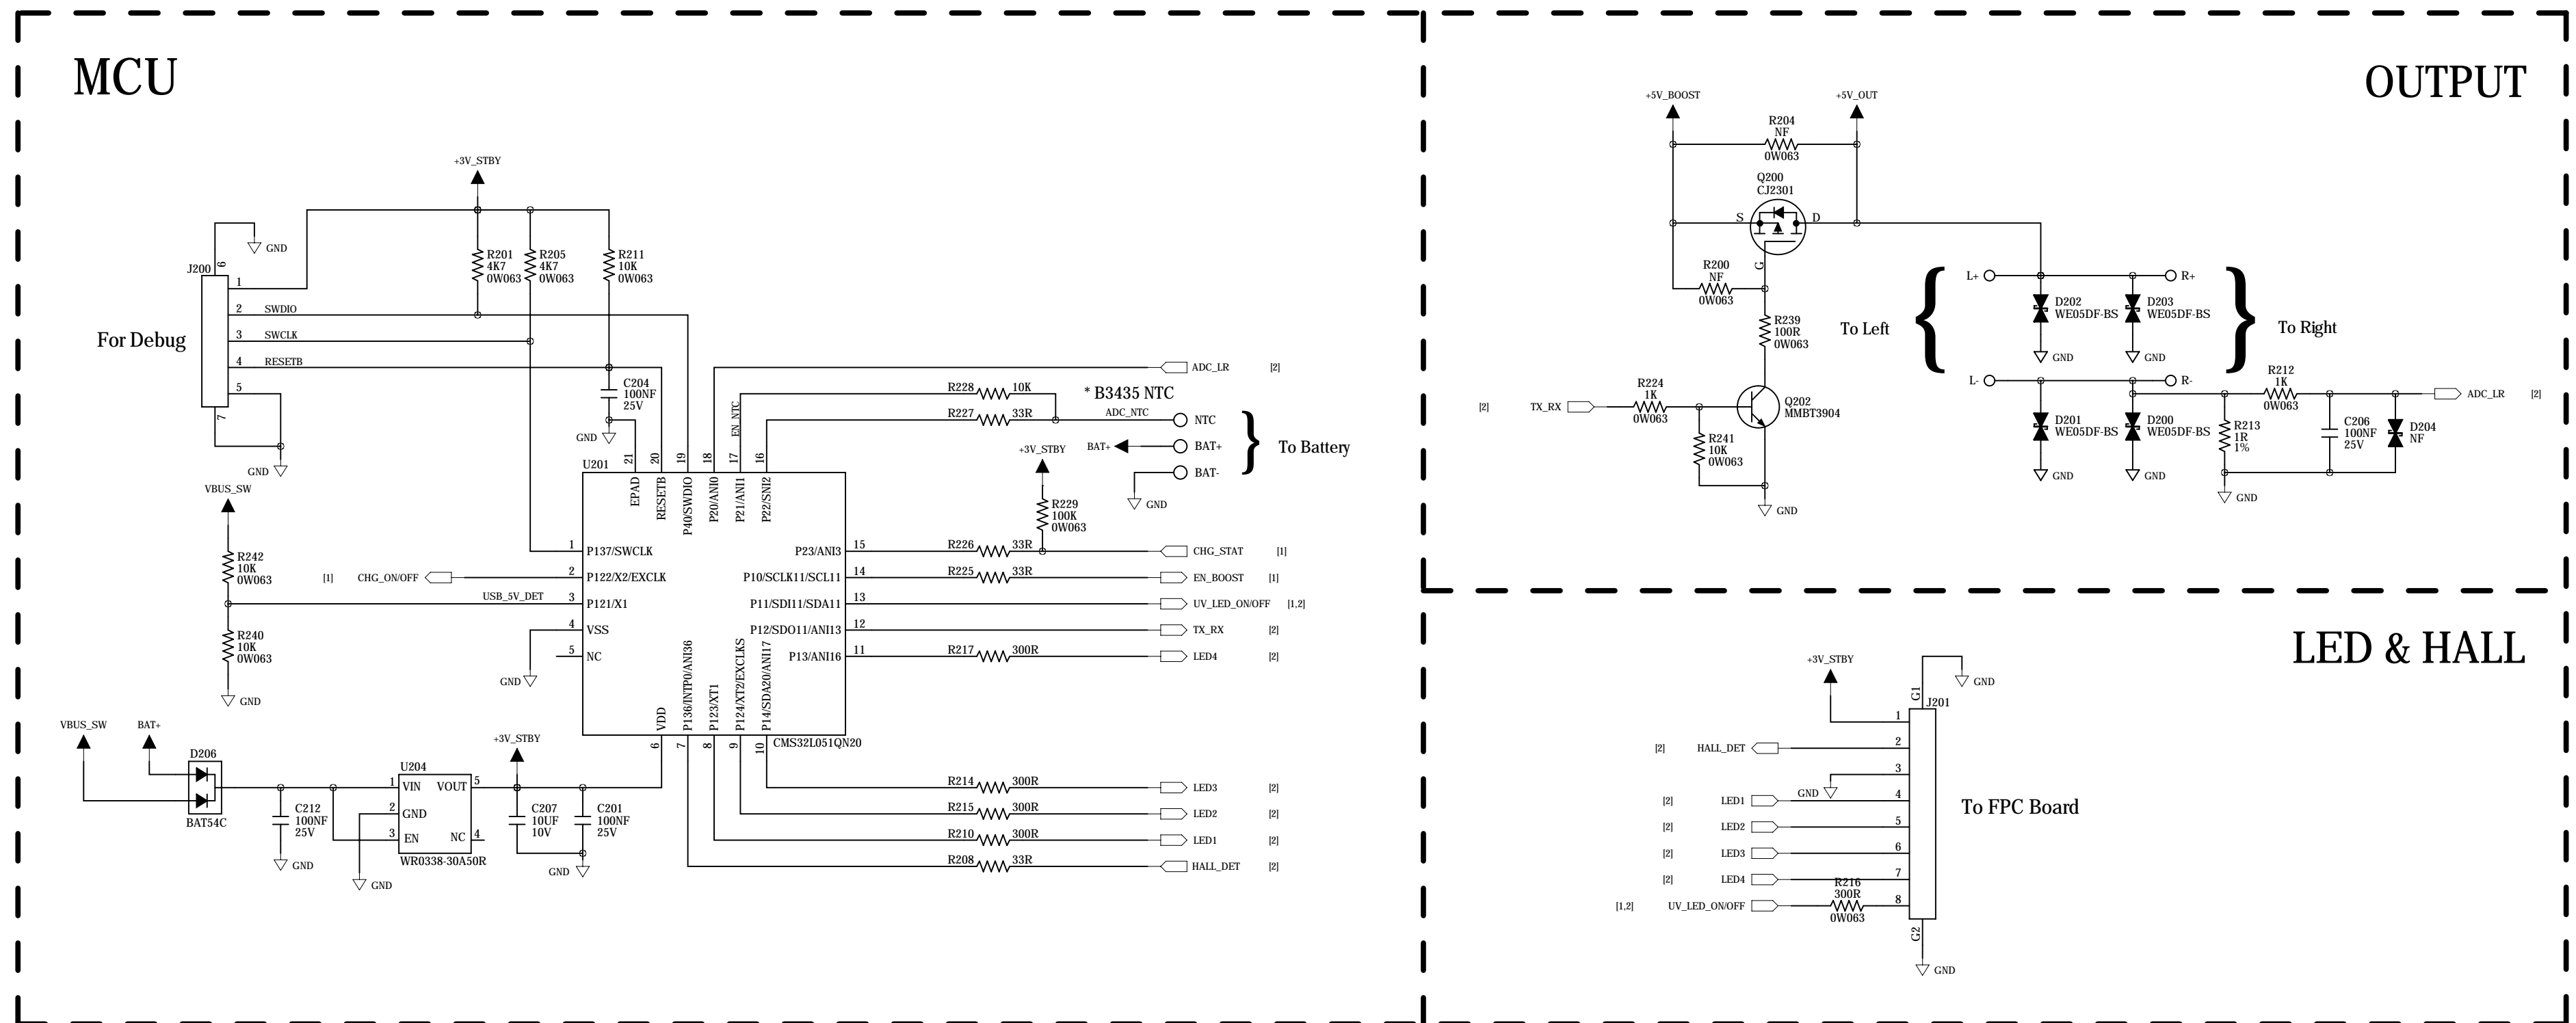 MCU
+3V_STBY
GND
6
J200
1
2
SWDIO
3
SWCLK
4
RESETB
5
7
GND
For Debug
R201
4K7
0W063
R205
4K7
0W063
R211
10K
0W063
C204
100NF
25V
GND
ADC_LR
[2]
R228
10K
* B3435 NTC
EN_NTC
R227
33R
ADC_NTC
NTC
BAT+
BAT+
BAT-
GND
To Battery
+3V_STBY
R229
100K
0W063
U201
21
20
19
18
17
16
EPAD
RESETB
P40/SWDIO
P20/ANI0
P21/ANI1
P22/SNI2
VBUS_SW
R242
10K
0W063
R240
10K
0W063
GND
[1]
CHG_ON/OFF
USB_5V_DET
1
P137/SWCLK
2
P122/X2/EXCLK
3
P121/X1
4
VSS
5
NC
GND
P23/ANI3
15
R226
33R
CHG_STAT
[1]
P10/SCLK11/SCL11
14
R225
33R
EN_BOOST
[1]
P11/SDI11/SDA11
13
UV_LED_ON/OFF
[1,2]
P12/SDO11/ANI13
12
TX_RX
[2]
P13/ANI16
11
R217
300R
LED4
[2]
VDD
P136/INTP0/ANI36
P123/XT1
P124/XT2/EXCLKS
P14/SDA20/ANI17
6
7
8
9
10
CMS32L051QN20
VBUS_SW
BAT+
D206
BAT54C
C212
100NF
25V
GND
U204
1
VIN
VOUT
5
2
GND
3
EN
NC
4
WR0338-30A50R
GND
+3V_STBY
C207
10UF
10V
C201
100NF
25V
GND
R214
300R
LED3
[2]
R215
300R
LED2
[2]
R210
300R
LED1
[2]
R208
33R
HALL_DET
[2]
OUTPUT
+5V_BOOST
+5V_OUT
R204
NF
0W063
Q200
CJ2301
S
D
G
R200
NF
0W063
R239
100R
0W063
[2]
TX_RX
R224
1K
0W063
Q202
MMBT3904
R241
10K
0W063
GND
To Left
L+
R+
D202
WE05DF-BS
D203
WE05DF-BS
GND
GND
To Right
L-
R-
D201
WE05DF-BS
D200
WE05DF-BS
GND
GND
R212
1K
0W063
R213
1R
1%
C206
100NF
25V
D204
NF
ADC_LR
[2]
GND
LED & HALL
+3V_STBY
G1
GND
J201
1
[2]
HALL_DET
2
3
GND
[2]
LED1
4
[2]
LED2
5
[2]
LED3
6
[2]
LED4
7
R216
300R
0W063
[1,2]
UV_LED_ON/OFF
8
To FPC Board
G2
GND